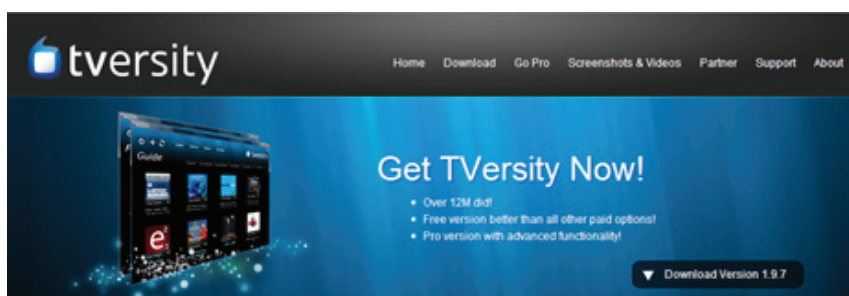 tversity
Home Download Go Pro Screenshots & Videos Partner Support About
Guide
Get TVersity Now!
• Over 12M did!
• Free version better than all other paid options!
• Pro version with advanced functionality!
▼ Download Version 1.9.7